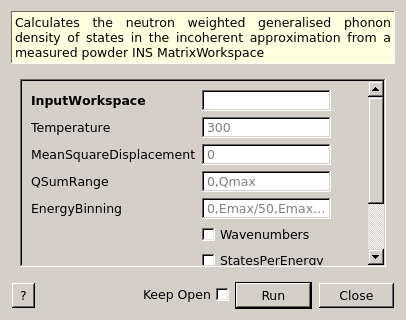 Calculates the neutron weighted generalised phonon
density of states in the incoherent approximation from a
measured powder INS MatrixWorkspace
InputWorkspace
Temperature 300
MeanSquareDisplacement 0
QSumRange 0,Qmax
EnergyBinning 0,Emax/50,Emax...
Wavenumbers
StatesPerEnergy
? Keep Open Run Close